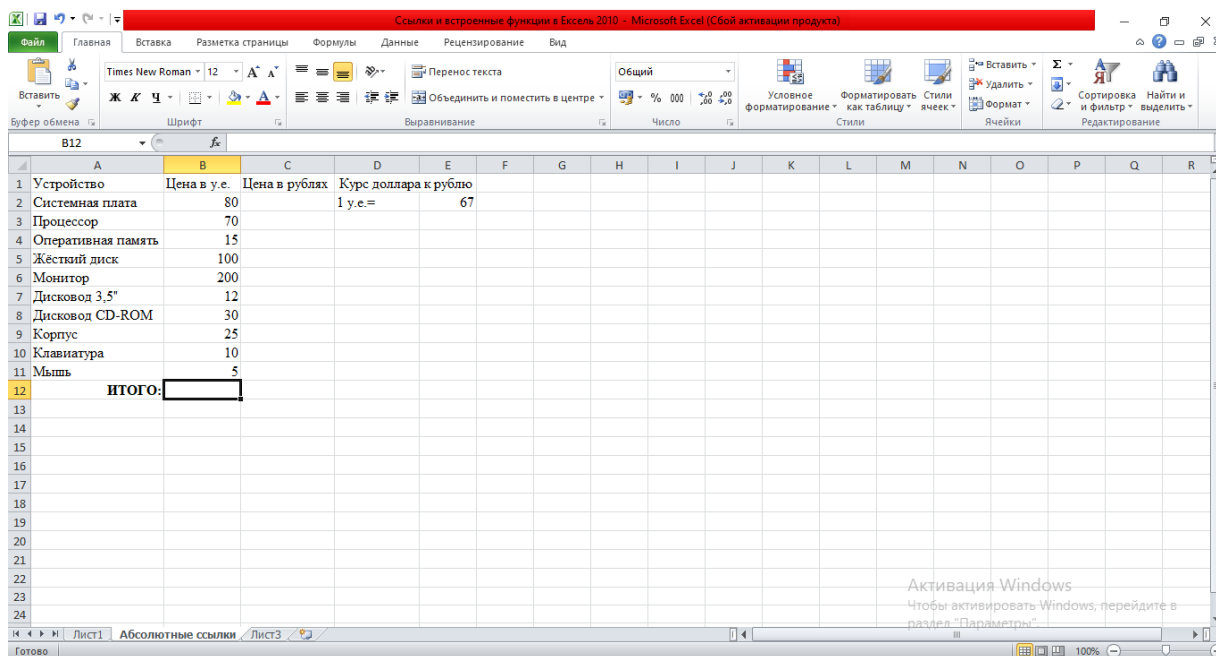 Ссылки и встроенные функции в Ексель 2010 - Microsoft Excel (Сбой активации продукта)
Файл Главная Вставка Разметка страницы Формулы Данные Рецензирование Вид
Вставить
Буфер обмена
Times New Roman 12
Ж К Ч
Шрифт
Перенос текста
Объединить и поместить в центре
Выравнивание
Общий
% 000
Число
Условное форматирование
Форматировать как таблицу
Стили ячеек
Стили
Вставить
Удалить
Формат
Ячейки
Сортировка и фильтр
Найти и выделить
Редактирование
B12 fx
A B C D E F G H I J K L M N O P Q R
1 Устройство Цена в у.е. Цена в рублях Курс доллара к рублю
2 Системная плата 80 1 у.е.= 67
3 Процессор 70
4 Оперативная память 15
5 Жёсткий диск 100
6 Монитор 200
7 Дисковод 3,5" 12
8 Дисковод CD-ROM 30
9 Корпус 25
10 Клавиатура 10
11 Мышь 5
12 ИТОГО:
13
14
15
16
17
18
19
20
21
22
23
24
Активация Windows
Чтобы активировать Windows, перейдите в
раздел "Параметры".
Лист1 Абсолютные ссылки Лист3
Готово 100%